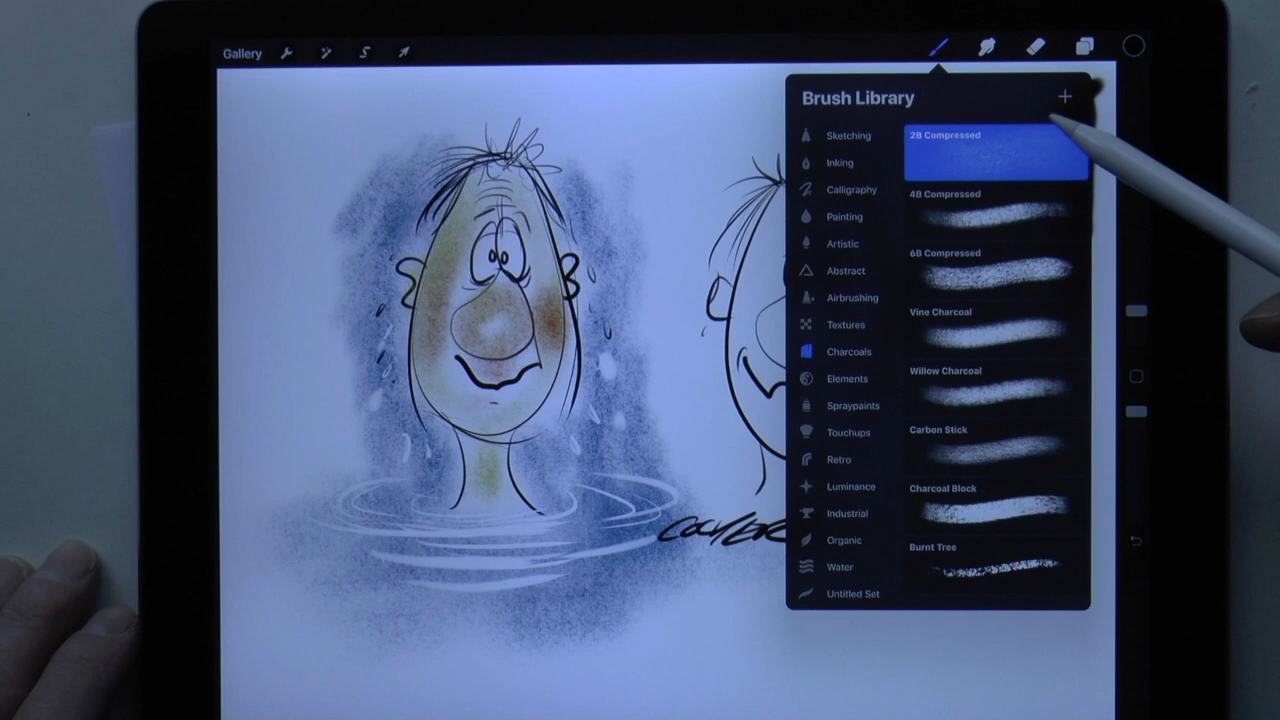 Gallery
Brush Library
Sketching
Inking
Calligraphy
Painting
Artistic
Abstract
Airbrushing
Textures
Charcoals
Elements
Spraypaints
Touchups
Retro
Luminance
Industrial
Organic
Water
Untitled Set
2B Compressed
4B Compressed
6B Compressed
Vine Charcoal
Willow Charcoal
Carbon Stick
Charcoal Block
Burnt Tree